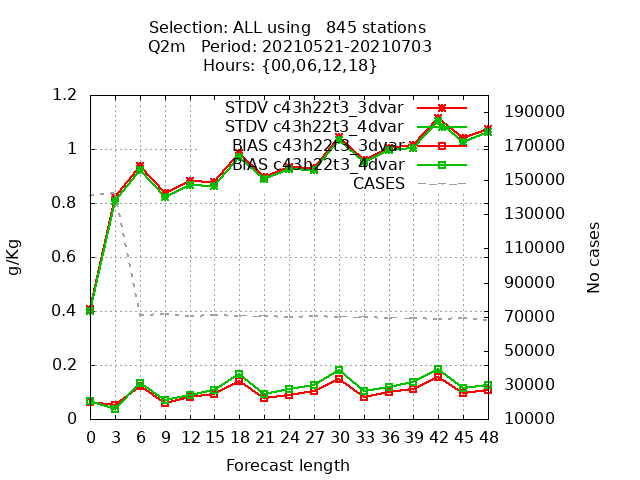 Selection: ALL using   845 stations
Q2m   Period: 20210521-20210703
Hours: {00,06,12,18}
STDV c43h22t3_3dvar
STDV c43h22t3_4dvar
BIAS c43h22t3_3dvar
BIAS c43h22t3_4dvar
CASES
g/Kg
1.2
1
0.8
0.6
0.4
0.2
0
190000
170000
150000
130000
110000
90000
70000
50000
30000
10000
No cases
0 3 6 9 12 15 18 21 24 27 30 33 36 39 42 45 48
Forecast length